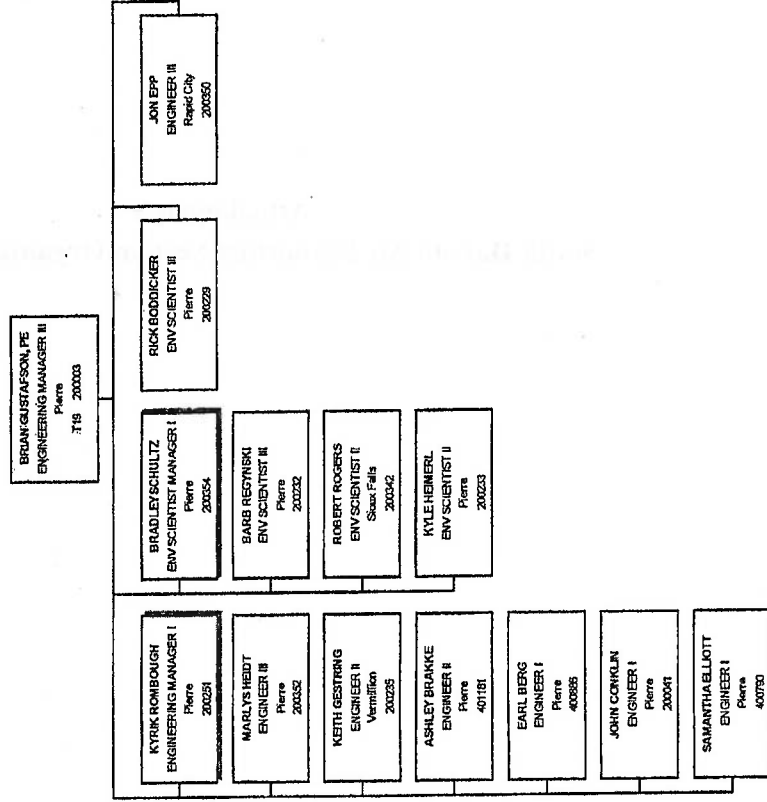 BRIAN GUSTAFSON, PE
ENGINEERING MANAGER III
Pierre
T19 200003
KYRIK ROMBOUGH
ENGINEERING MANAGER I
Pierre
200251
MARLYS HEIDT
ENGINEER III
Pierre
200352
KEITH GESTRING
ENGINEER II
Vermillion
200235
ASHLEY BRAKKE
ENGINEER II
Pierre
401181
EARL BERG
ENGINEER I
Pierre
JOHN CONKLIN
ENGINEER I
Pierre
200041
SAMANTHA ELLIOTT
ENGINEER I
Pierre
400793
BRADLEY SCHULTZ
ENV SCIENTIST MANAGER I
Pierre
200354
BARB REGYNSKI
ENV SCIENTIST III
Pierre
200232
ROBERT ROGERS
ENV SCIENTIST II
Sioux Falls
200342
KYLE HEIMERL
ENV SCIENTIST II
Pierre
200233
RICK BODDICKER
ENV SCIENTIST III
Pierre
200229
JON EPP
ENGINEER III
Rapid City
200350